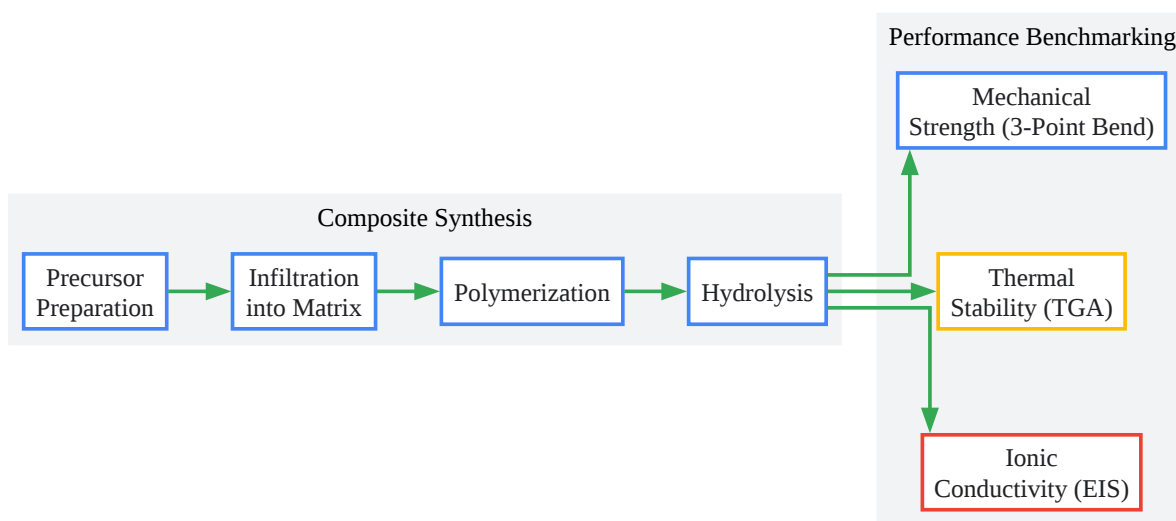 Performance Benchmarking
Mechanical
Strength (3-Point Bend)
Composite Synthesis
Precursor
Preparation
Infiltration
into Matrix
Polymerization
Hydrolysis
Thermal
Stability (TGA)
Ionic
Conductivity (EIS)